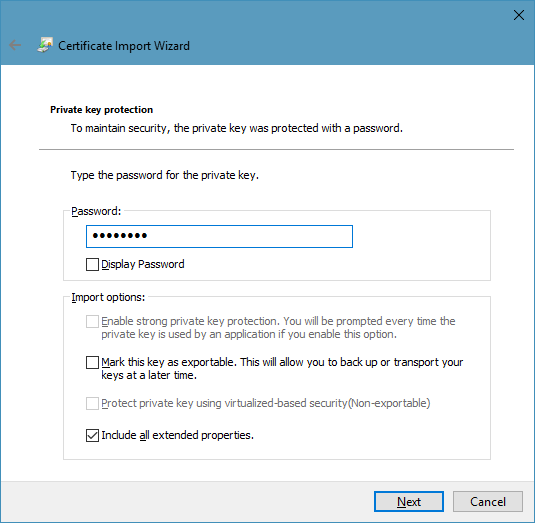 Certificate Import Wizard
Private key protection
To maintain security, the private key was protected with a password.
Type the password for the private key.
Password:
••••••••
Display Password
Import options:
Enable strong private key protection. You will be prompted every time the
private key is used by an application if you enable this option.
Mark this key as exportable. This will allow you to back up or transport your
keys at a later time.
Protect private key using virtualized-based security(Non-exportable)
Include all extended properties.
Next
Cancel